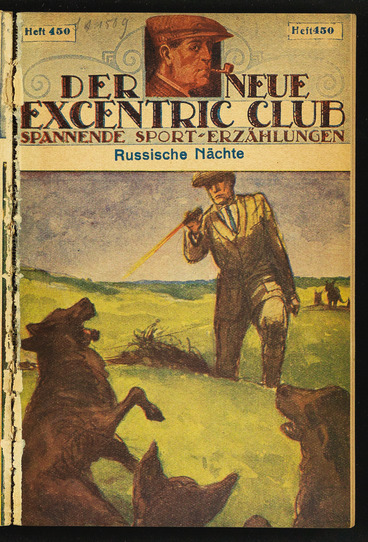 Heft 450
Heft 450
DER NEUE
EXCENTRIC CLUB
SPANNENDE SPORT-ERZÄHLUNGEN
Russische Nächte